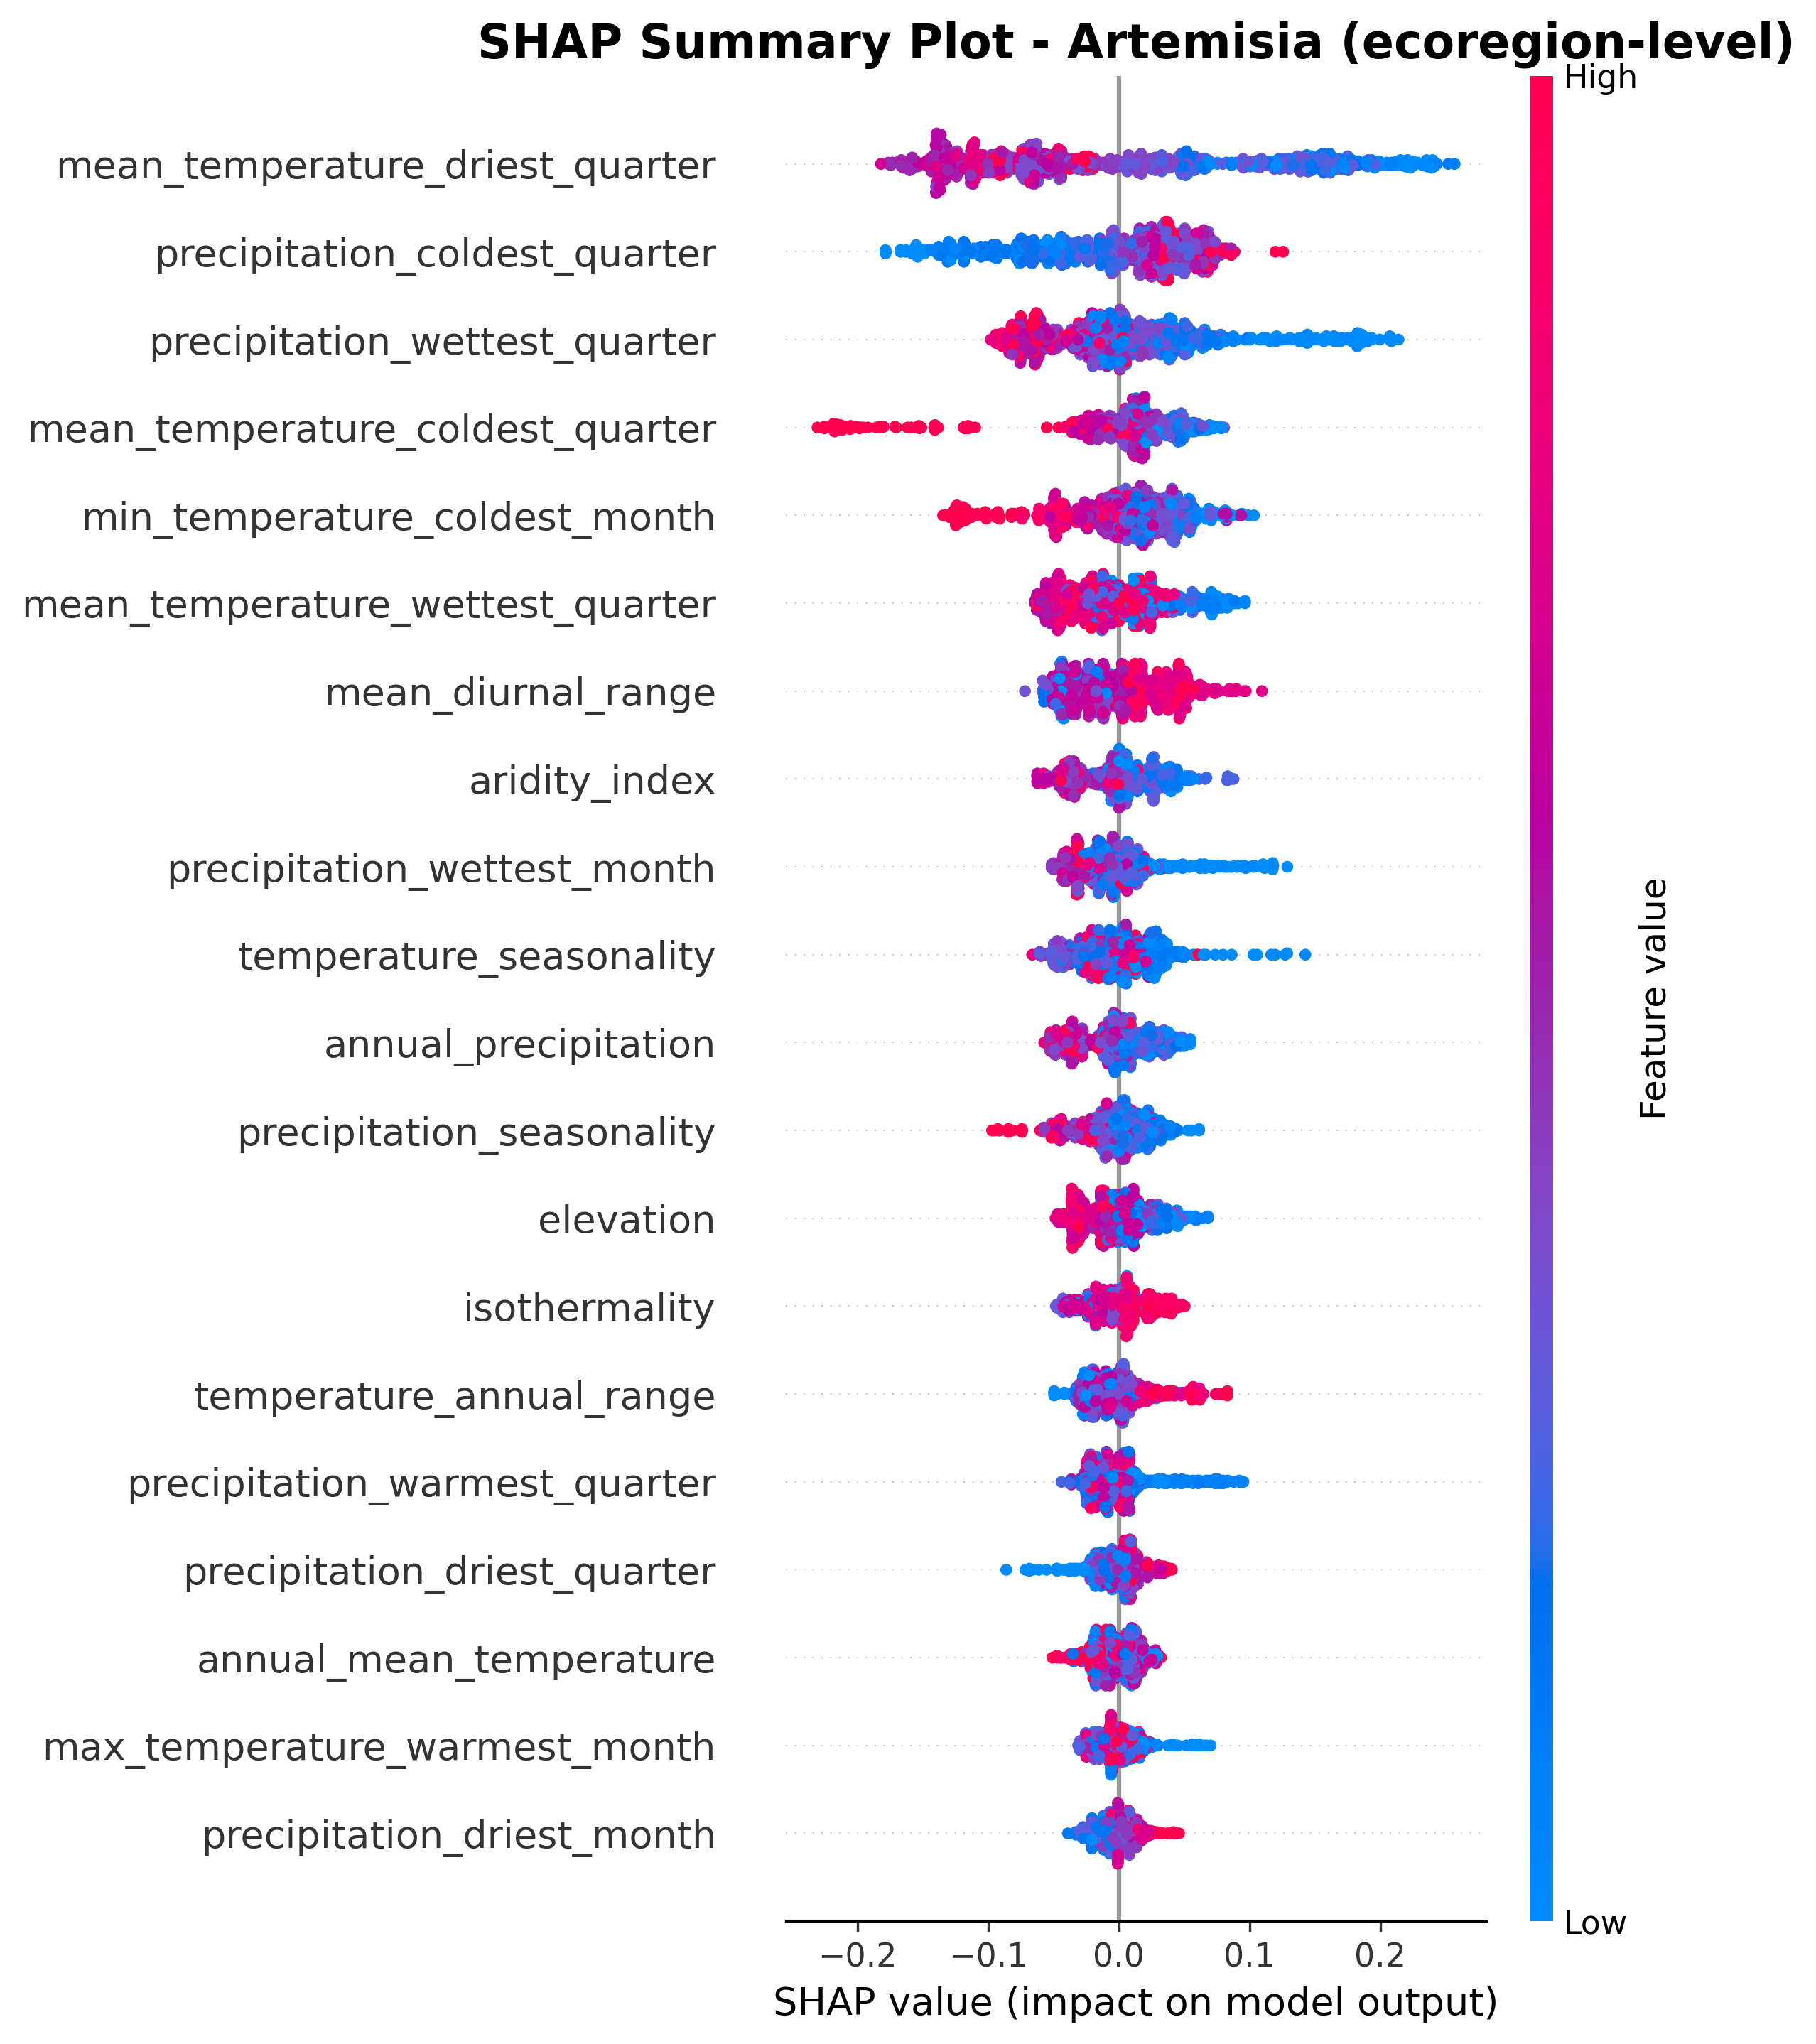 SHAP Summary Plot - Artemisia (ecoregion-level)
High
mean_temperature_driest_quarter
precipitation_coldest_quarter
precipitation_wettest_quarter
mean_temperature_coldest_quarter
min_temperature_coldest_month
mean_temperature_wettest_quarter
mean_diurnal_range
aridity_index
precipitation_wettest_month
temperature_seasonality
annual_precipitation
precipitation_seasonality
elevation
isothermality
temperature_annual_range
precipitation_warmest_quarter
precipitation_driest_quarter
annual_mean_temperature
max_temperature_warmest_month
precipitation_driest_month
Feature value
Low
−0.2 −0.1 0.0 0.1 0.2
SHAP value (impact on model output)